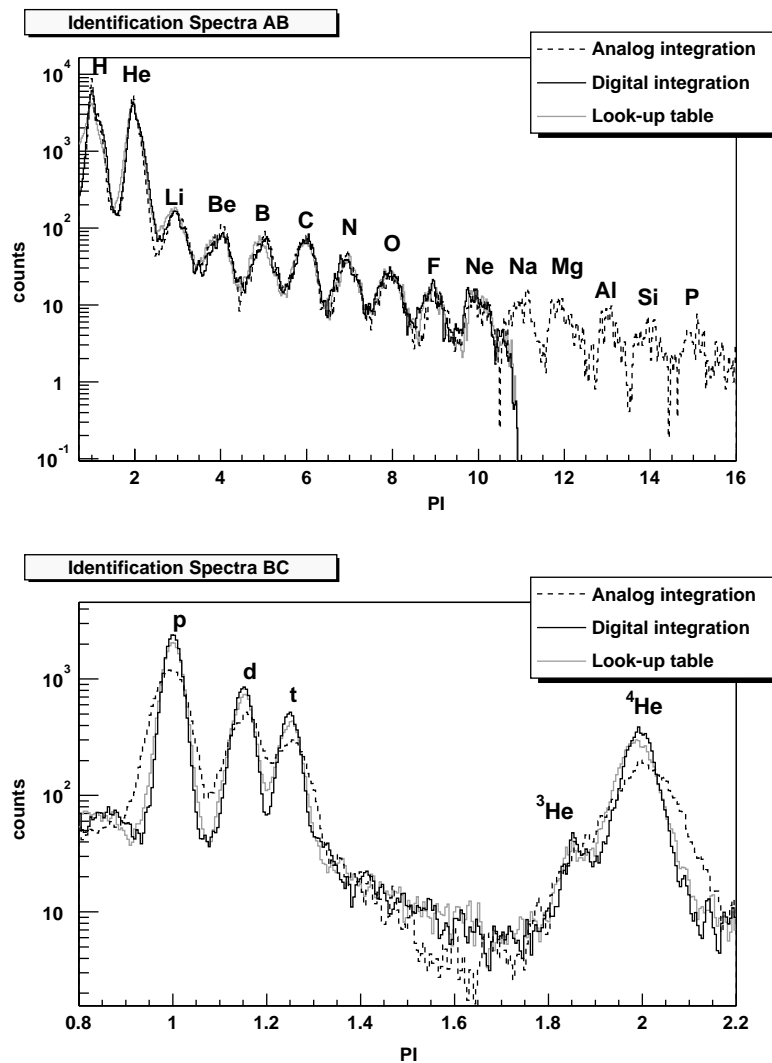 Identification Spectra AB
Analog integration
Digital integration
Look-up table
H He Li Be B C N O F Ne Na Mg Al Si P
counts
10^4
10^3
10^2
10
1
10^-1
2 4 6 8 10 12 14 16
PI
Identification Spectra BC
Analog integration
Digital integration
Look-up table
p d t ^3He ^4He
counts
10^3
10^2
10
0.8 1 1.2 1.4 1.6 1.8 2 2.2
PI